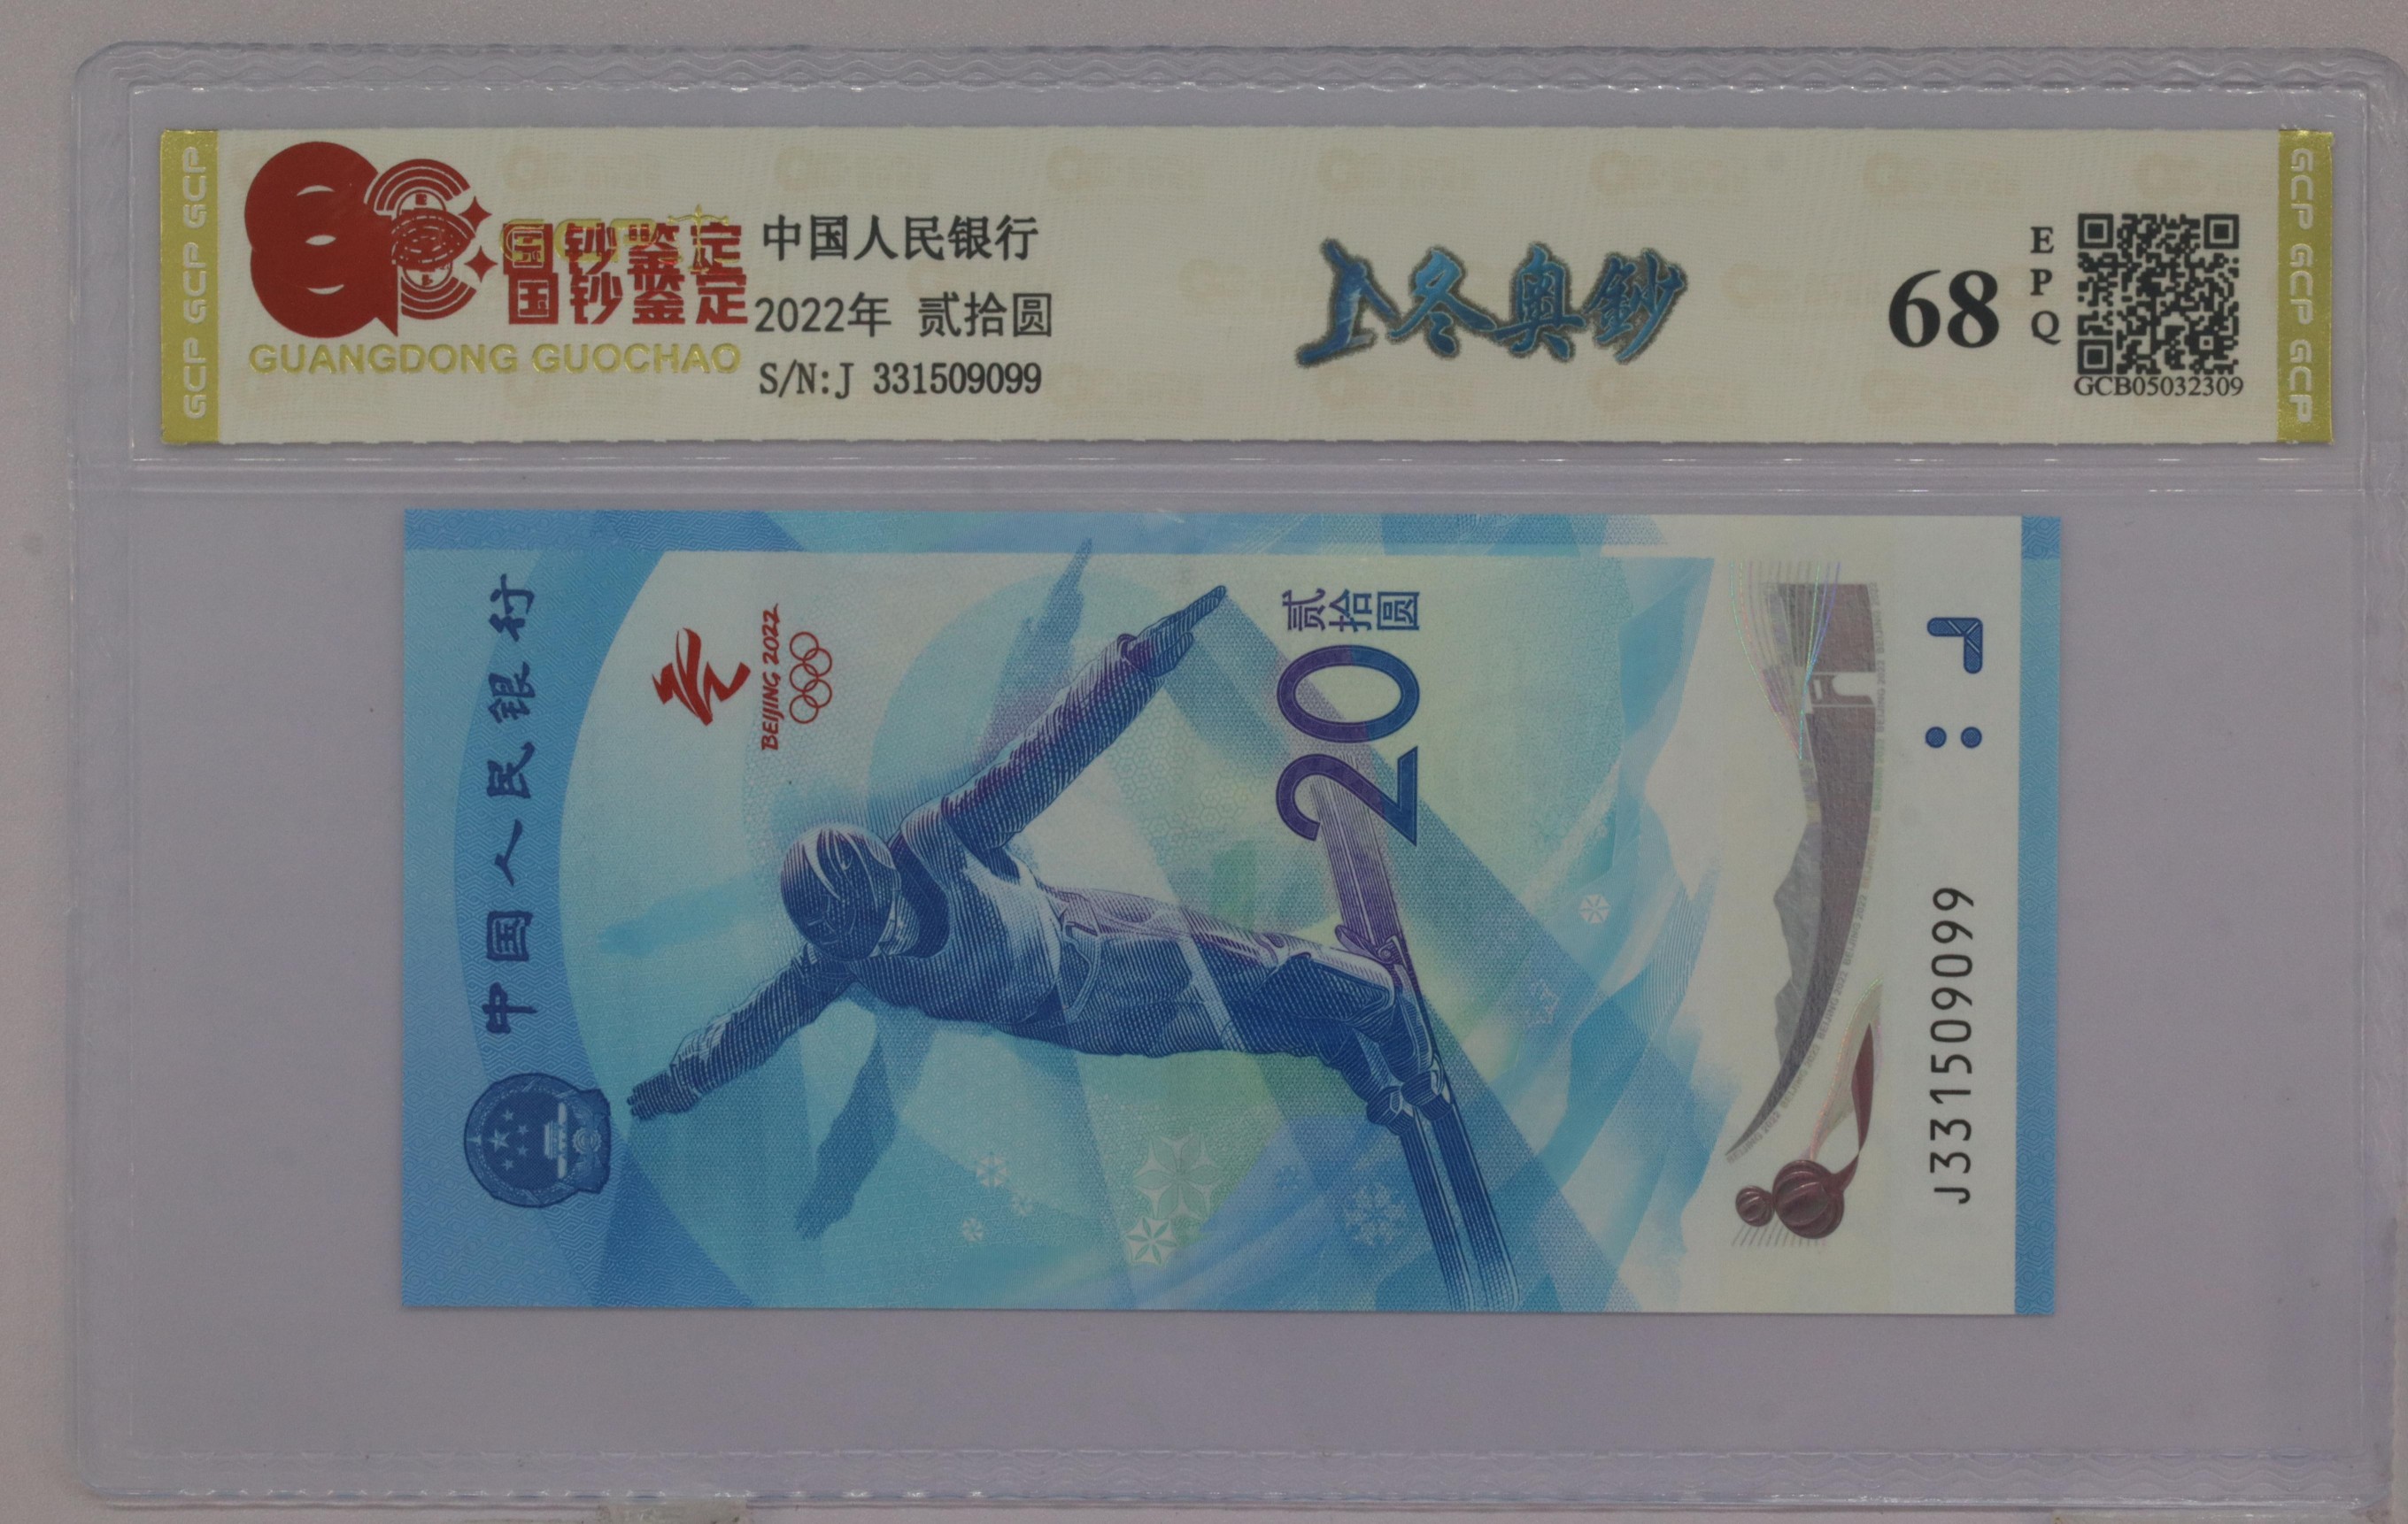 GCP GCP GCP
国钞鉴定
国钞鉴定
GUANGDONG GUOCHAO
中国人民银行
2022年 贰拾圆
S/N:J 331509099
冬奥鈔
68
EPQ
GCB05032309
GCP GCP GCP
中国人民银行
BEIJING 2022
贰拾圆
20
J331509099